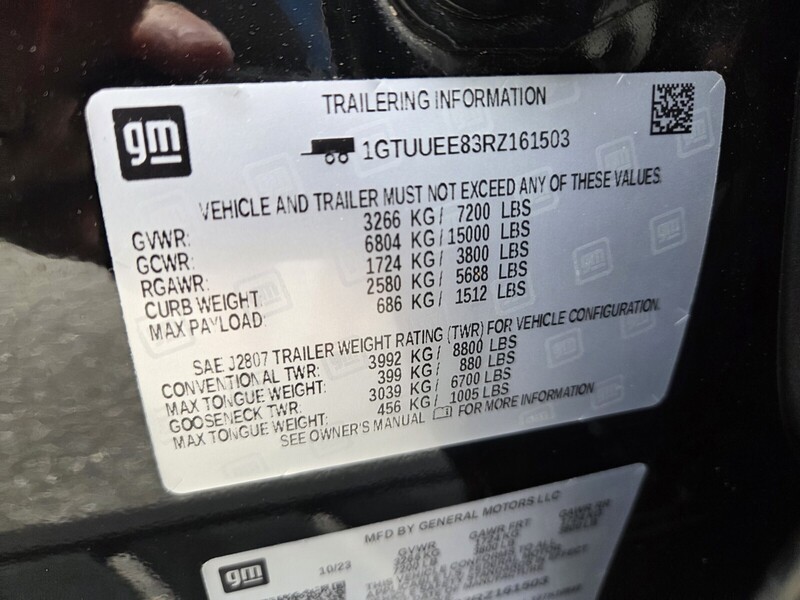 gm
TRAILERING INFORMATION
1GTUUEE83RZ161503
VEHICLE AND TRAILER MUST NOT EXCEED ANY OF THESE VALUES.
GVWR: 3266 KG/ 7200 LBS
GCWR: 6804 KG/ 15000 LBS
RGAWR: 1724 KG/ 3800 LBS
CURB WEIGHT: 2580 KG/ 5688 LBS
MAX PAYLOAD: 686 KG/ 1512 LBS
SAE J2807 TRAILER WEIGHT RATING (TWR) FOR VEHICLE CONFIGURATION.
CONVENTIONAL TWR: 3992 KG/ 8800 LBS
MAX TONGUE WEIGHT: 399 KG/ 880 LBS
GOOSENECK TWR: 3039 KG/ 6700 LBS
MAX TONGUE WEIGHT: 456 KG/ 1005 LBS
SEE OWNER'S MANUAL FOR MORE INFORMATION
MFD BY GENERAL MOTORS LLC
gm
10/23 GVWR GAWR FRT GAWR RR